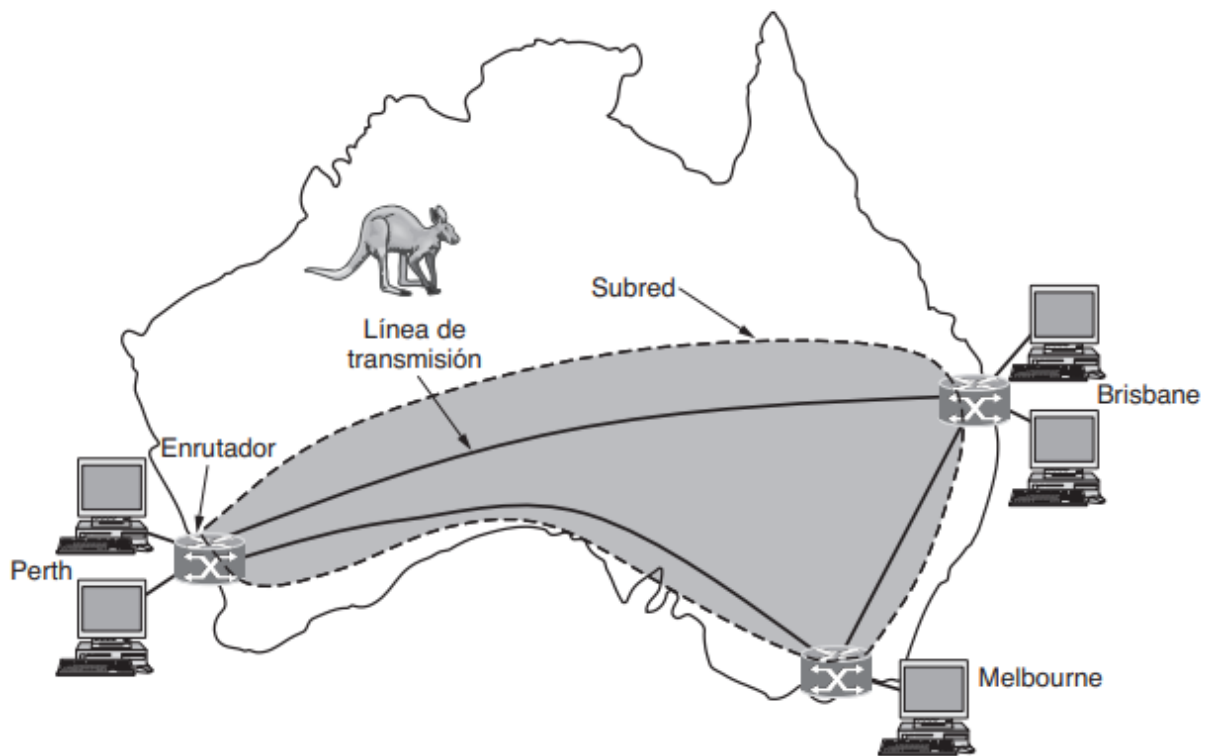 Subred
Línea de
transmisión
Brisbane
Enrutador
Perth
Melbourne